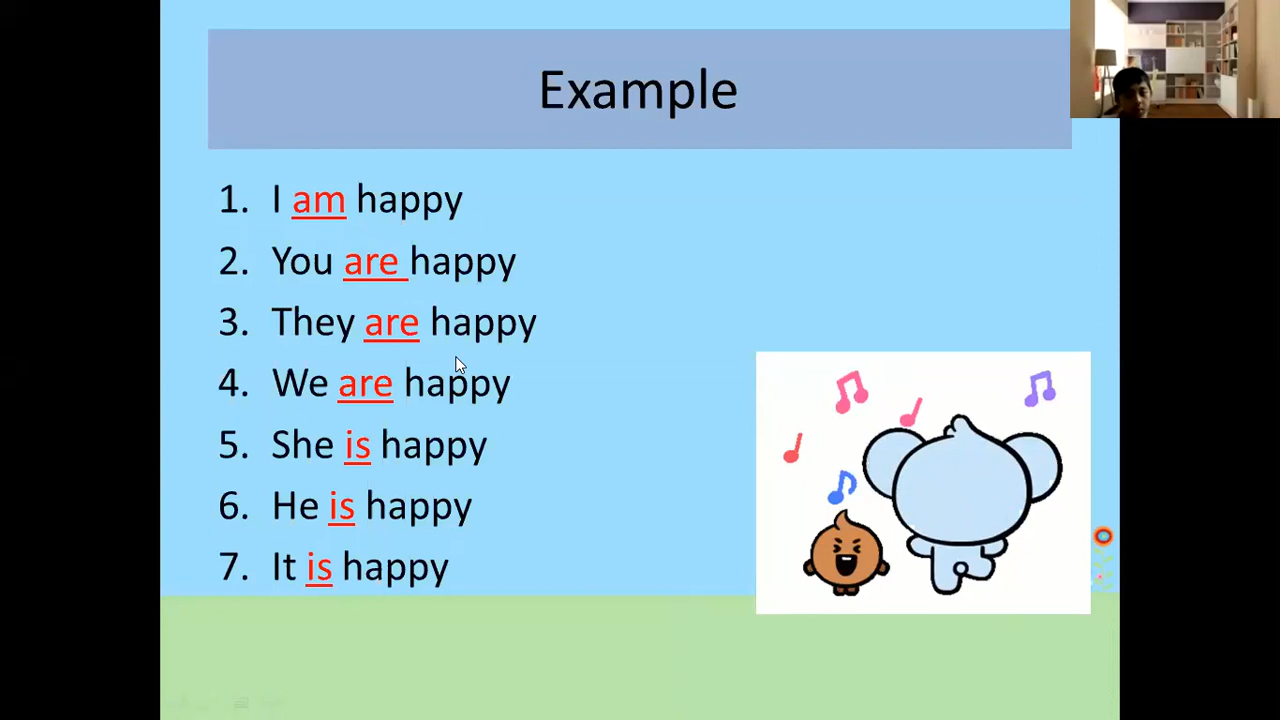 Example
1. I am happy
2. You are happy
3. They are happy
4. We are happy
5. She is happy
6. He is happy
7. It is happy